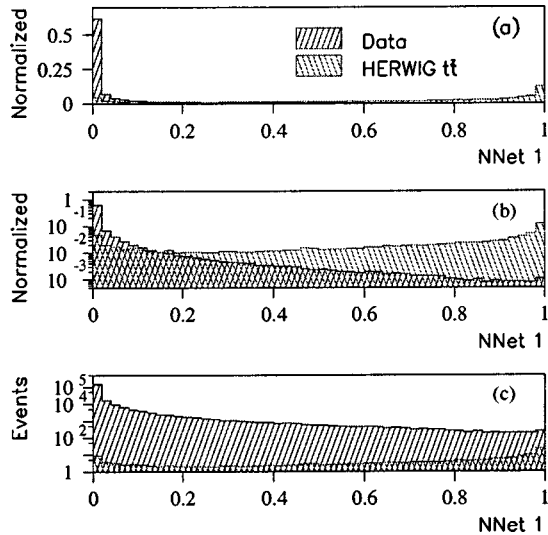 Normalized
0.5
0.25
0
(a)
Data
HERWIG tt̄
0 0.2 0.4 0.6 0.8 1
NNet 1
Normalized
1
10⁻¹
10⁻²
10⁻³
(b)
0 0.2 0.4 0.6 0.8 1
NNet 1
Events
10⁵
10⁴
10²
1
(c)
0 0.2 0.4 0.6 0.8 1
NNet 1